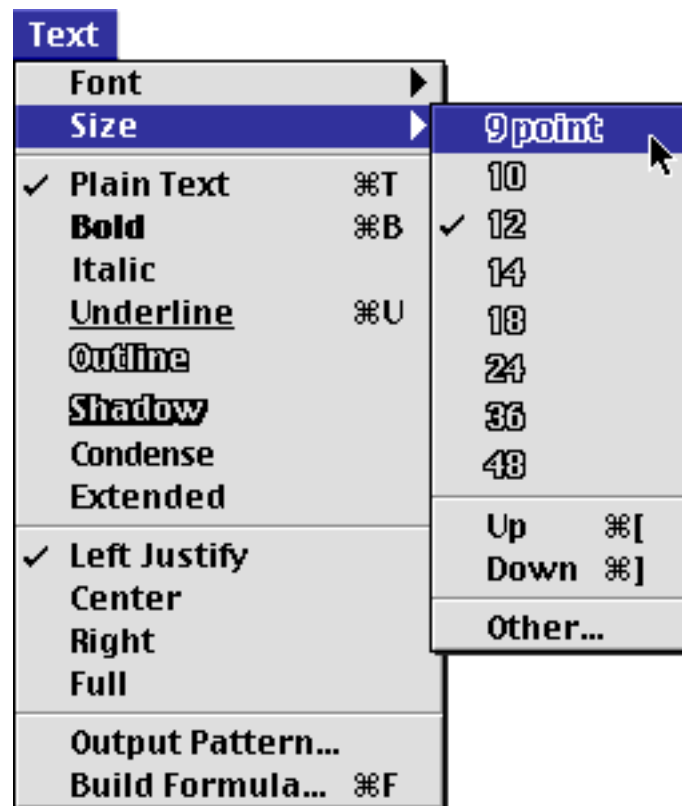 Text
Font
Size
✓ Plain Text ⌘T
Bold ⌘B
Italic
Underline ⌘U
Outline
Shadow
Condense
Extended
✓ Left Justify
Center
Right
Full
Output Pattern...
Build Formula... ⌘F
9 point
10
✓ 12
14
18
24
36
48
Up ⌘[
Down ⌘]
Other...